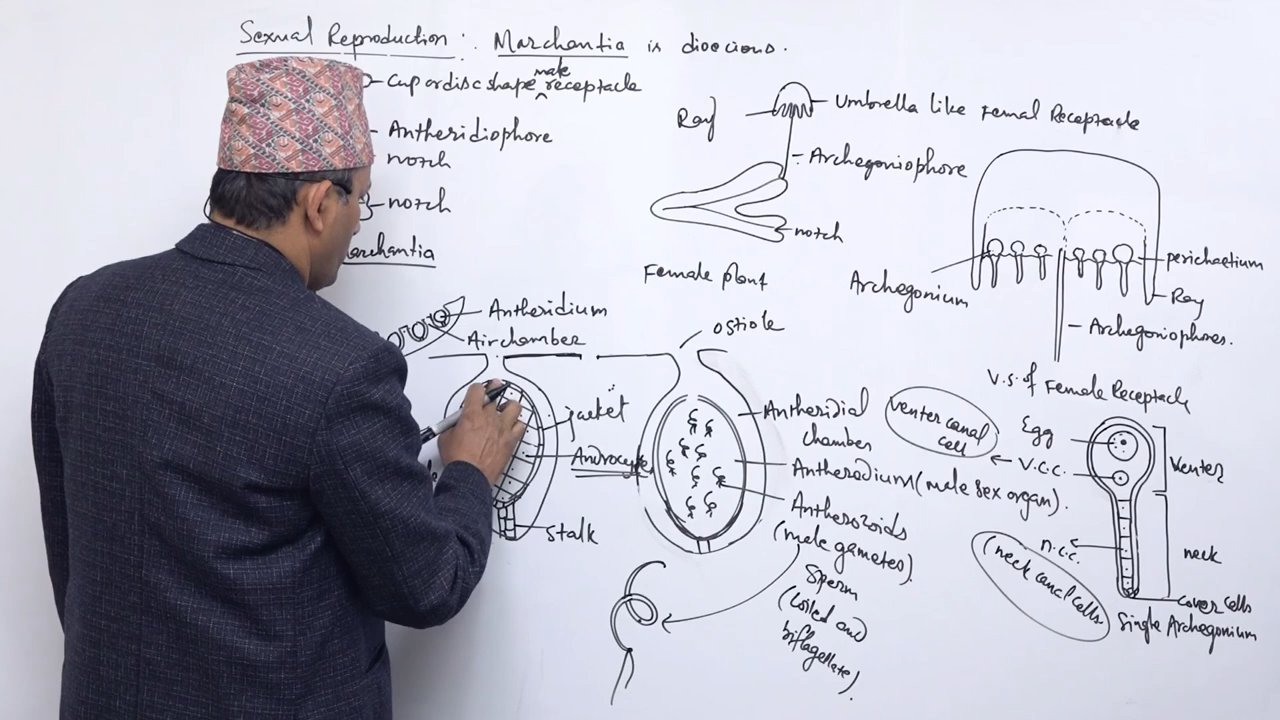 Sexual Reproduction: Marchantia is dioecious.
male
cup or disc shape receptacle
Antheridiophore
notch
notch
Marchantia
Ray
Umbrella like Femal Receptacle
Archegoniophore
notch
Female plant
Archegonium
perichaetium
Ray
Archegoniophores.
V.S. of Female Receptacle
Antheridium
Airchamber
jacket
Androcyte
stalk
ostiole
Antheridial
chamber
Antherodium (male sex organ).
Antherozoids
(male gametes).
Sperm
(coiled and
biflagellate).
Venter canal
cell
Egg
V.C.C.
Venter
n.c.c.
(neck canal cells.
neck
cover cells
Single Archegonium